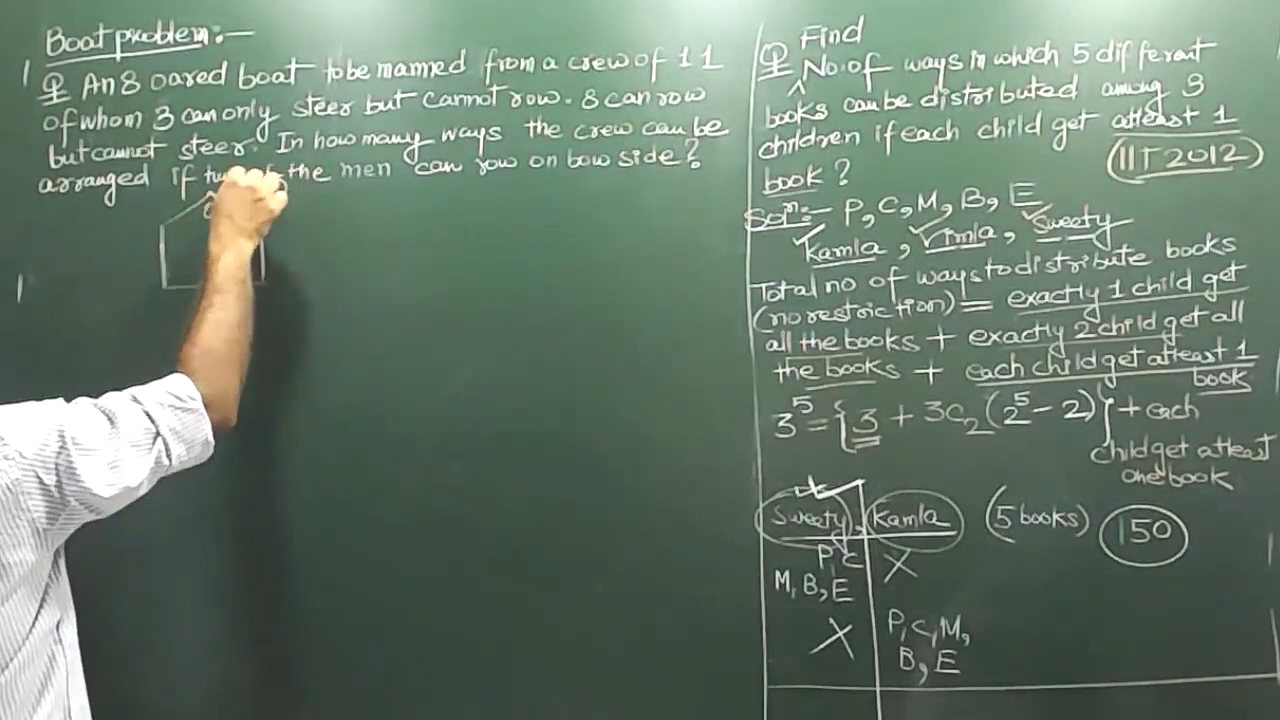 Boat problem:-
Q An 8 oared boat to be manned from a crew of 11
of whom 3 can only steer but cannot row. 8 can row
but cannot steer. In how many ways the crew can be
arranged if the men can row on bow side?
Find
Q No. of ways in which 5 different
books can be distributed among 3
children if each child get atleast 1
book? (IIT 2012)
Solⁿ:- P, C, M, B, E
Kamla, Vimla, Sweety
Total no of ways to distribute books
(no restriction) = exactly 1 child get
all the books + exactly 2 child get all
the books + each child get atleast 1
book
3⁵ = {3 + 3C₂ (2⁵ - 2)} + each
child get atleast
one book
Sweety, Kamla (5 books) 150
P, C X
M, B, E
X P, C, M,
B, E